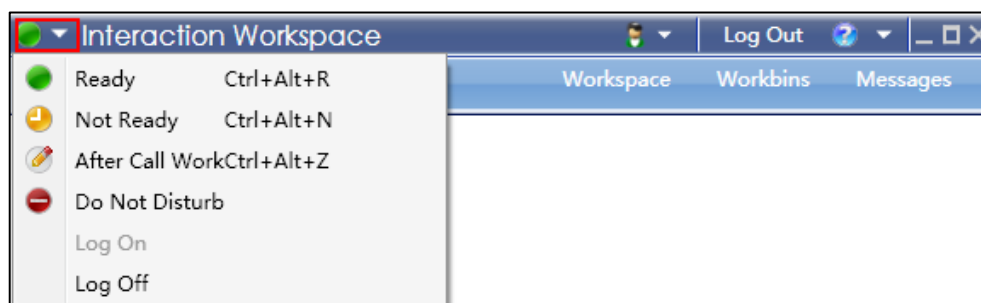 Interaction Workspace Log Out
Ready Ctrl+Alt+R Workspace Workbins Messages
Not Ready Ctrl+Alt+N
After Call WorkCtrl+Alt+Z
Do Not Disturb
Log On
Log Off